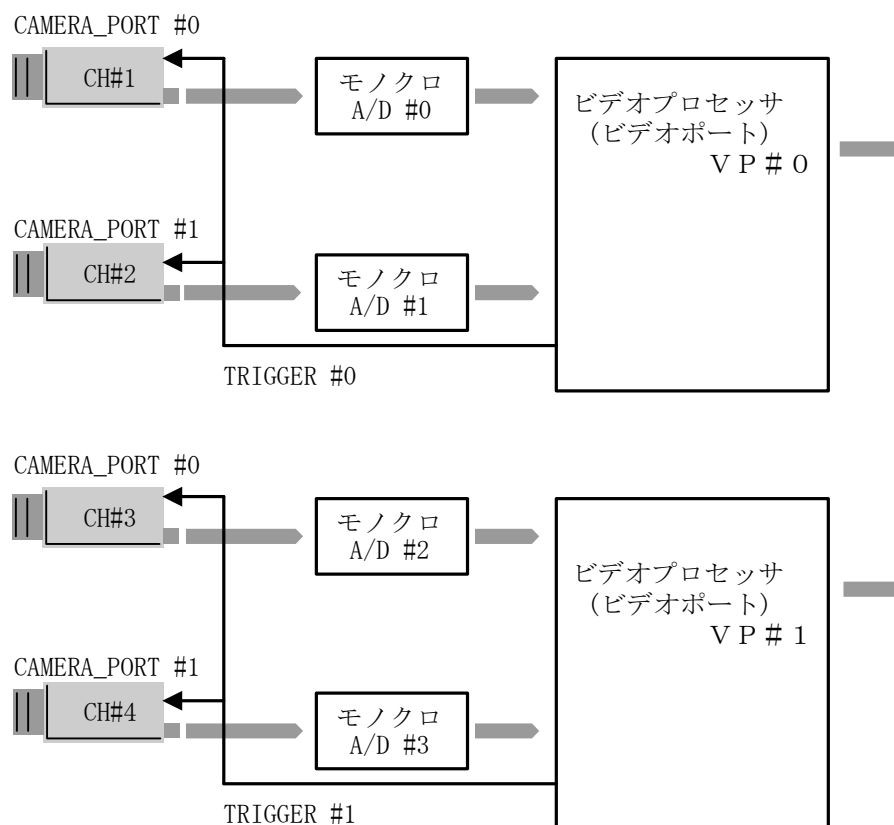 CAMERA_PORT #0
CH#1
モノクロ
A/D #0
ビデオプロセッサ
(ビデオポート)
ＶＰ＃０
CAMERA_PORT #1
CH#2
モノクロ
A/D #1
TRIGGER #0
CAMERA_PORT #0
CH#3
モノクロ
A/D #2
ビデオプロセッサ
(ビデオポート)
ＶＰ＃１
CAMERA_PORT #1
CH#4
モノクロ
A/D #3
TRIGGER #1